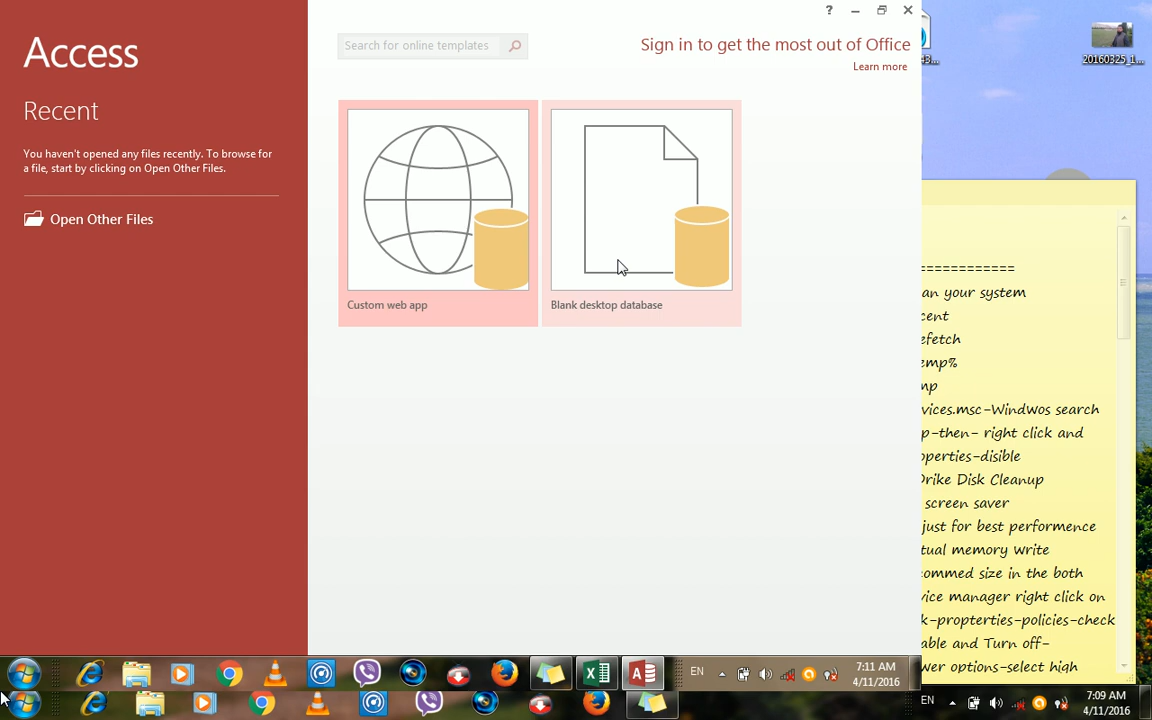 Access
Recent
You haven't opened any files recently. To browse for
a file, start by clicking on Open Other Files.
Open Other Files
?
Search for online templates
Sign in to get the most out of Office
Learn more
Custom web app
Blank desktop database
20160325_1...
============
an your system
cent
efetch
emp%
mp
vices.msc-Windwos search
p-then- right click and
operties-disible
Drike Disk Cleanup
screen saver
just for best performence
tual memory write
commed size in the both
vice manager right click on
k-propterties-policies-check
able and Turn off-
wer options-select high
EN
7:11 AM
4/11/2016
EN
7:09 AM
4/11/2016